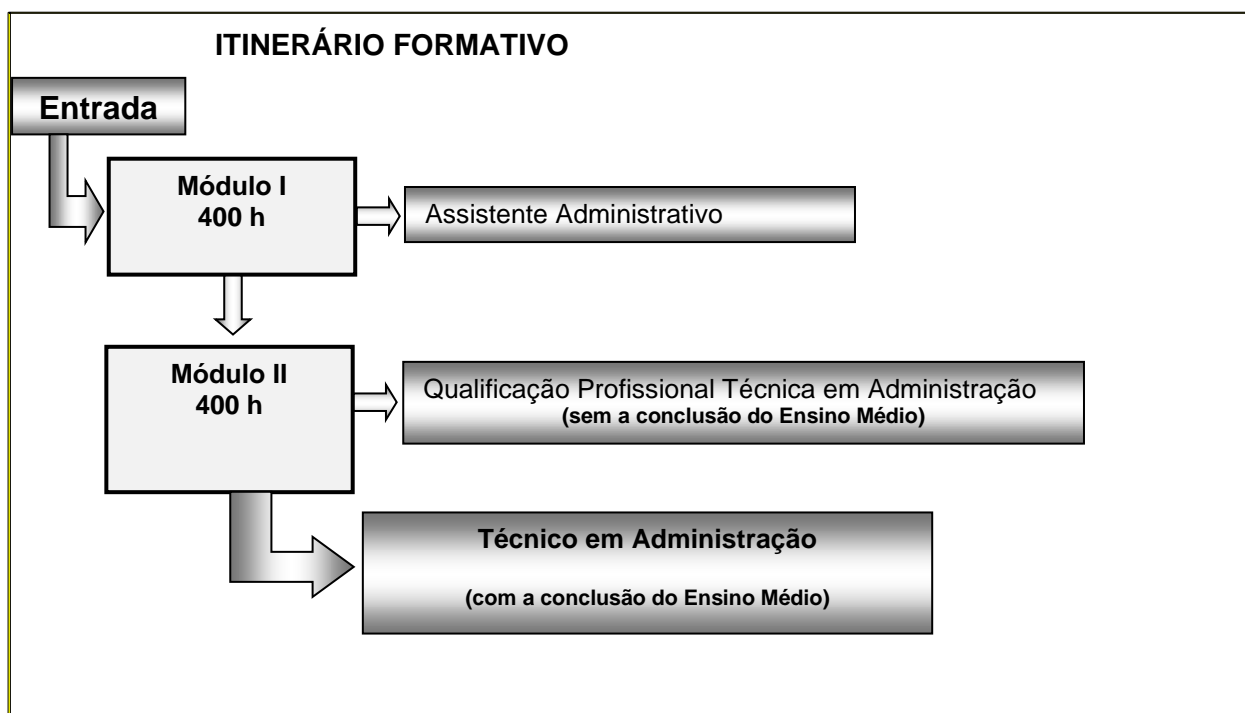 ITINERÁRIO FORMATIVO
Entrada
Módulo I
400 h
Assistente Administrativo
Módulo II
400 h
Qualificação Profissional Técnica em Administração
(sem a conclusão do Ensino Médio)
Técnico em Administração
(com a conclusão do Ensino Médio)